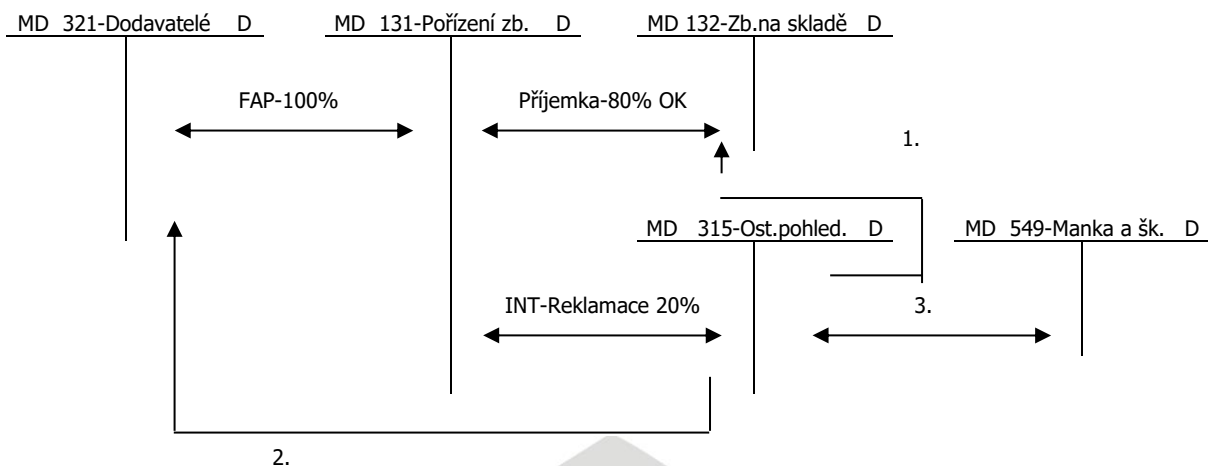 MD 321-Dodavatelé D
MD 131-Pořízení zb. D
MD 132-Zb.na skladě D
FAP-100%
Příjemka-80% OK
1.
MD 315-Ost.pohled. D
MD 549-Manka a šk. D
INT-Reklamace 20%
3.
2.